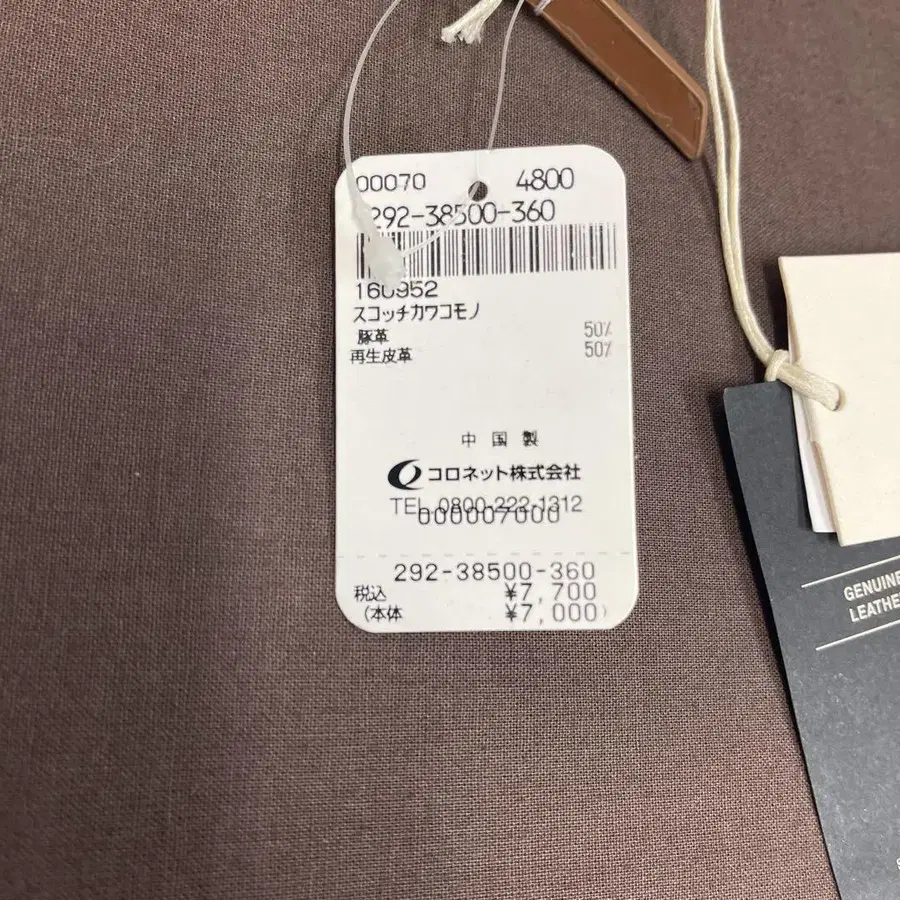 00070 4800
292-38500-360
160952
スコッチカワコモノ
豚革 50%
再生皮革 50%
中国製
コロネット株式会社
TEL 0800-222-1312
000007000
292-38500-360
税込 ¥7,700
(本体 ¥7,000)
GENUINE